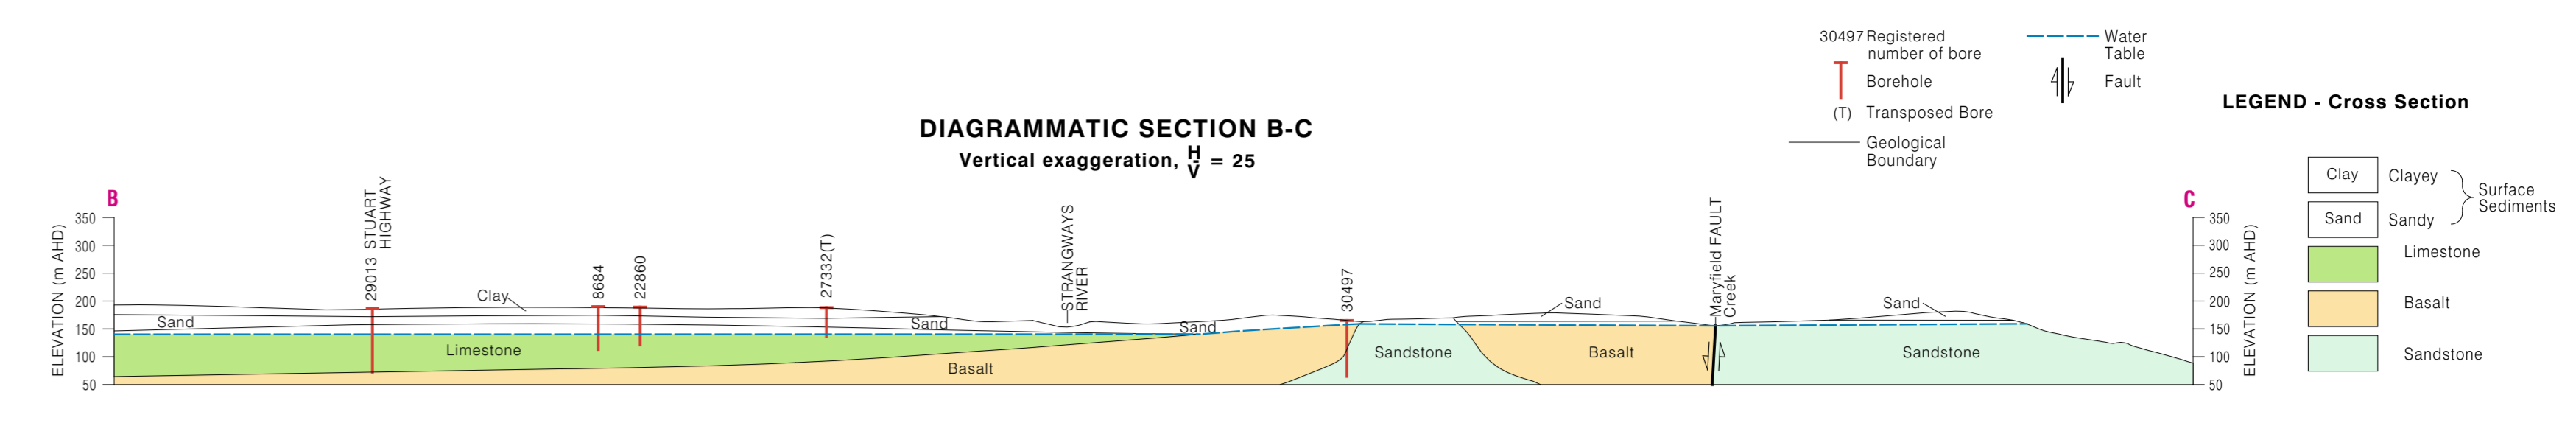 30497 Registered
number of bore
Borehole
(T) Transposed Bore
Geological
Boundary
Water
Table
Fault
LEGEND - Cross Section
Clay Clayey
Sand Sandy
Surface
Sediments
Limestone
Basalt
Sandstone
DIAGRAMMATIC SECTION B-C
Vertical exaggeration, H/V = 25
B
C
ELEVATION (m AHD)
350
300
250
200
150
100
50
29013 STUART
HIGHWAY
8684
22860
27332(T)
STRANGWAYS
RIVER
30497
Maryfield FAULT
Creek
Clay
Sand
Sand
Sand
Sand
Sand
Limestone
Basalt
Sandstone
Basalt
Sandstone
350
300
250
200
150
100
50
ELEVATION (m AHD)